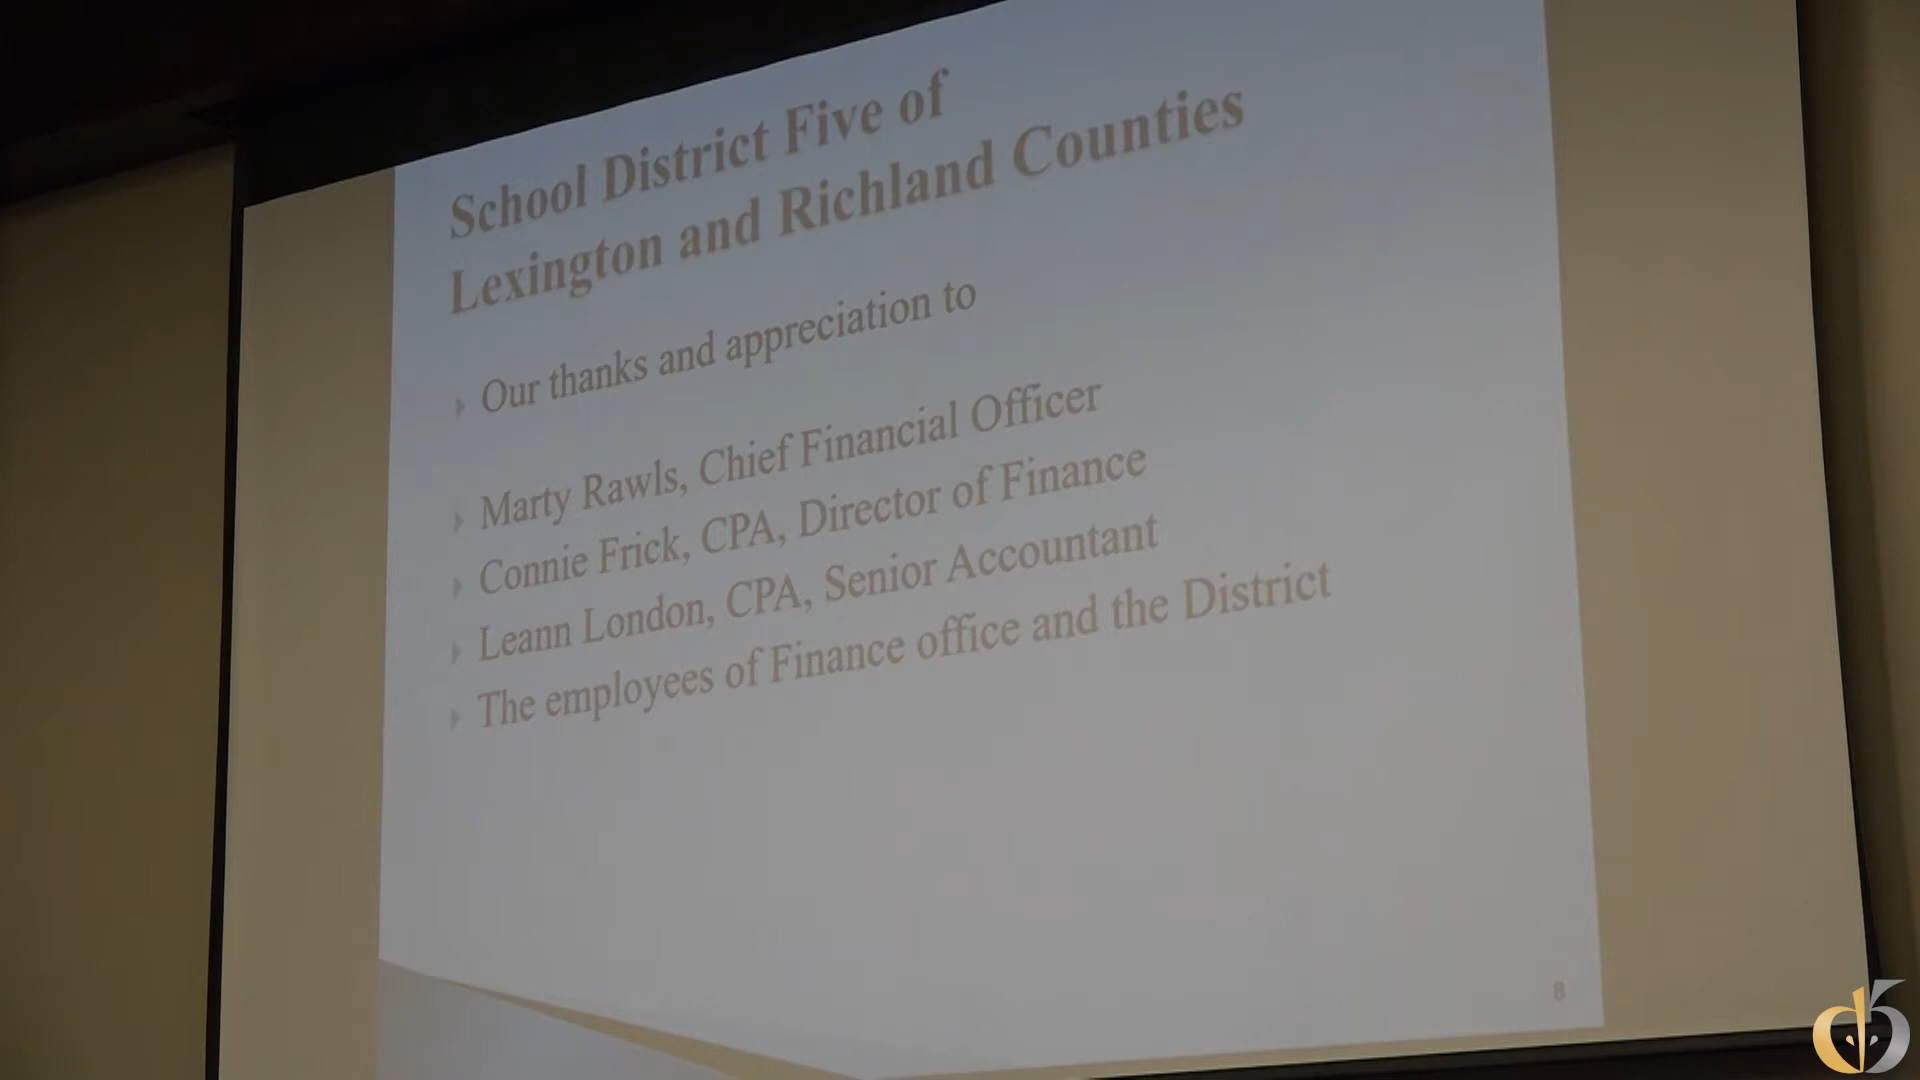 School District Five of
Lexington and Richland Counties
Our thanks and appreciation to
Marty Rawls, Chief Financial Officer
Connie Frick, CPA, Director of Finance
Leann London, CPA, Senior Accountant
The employees of Finance office and the District
8